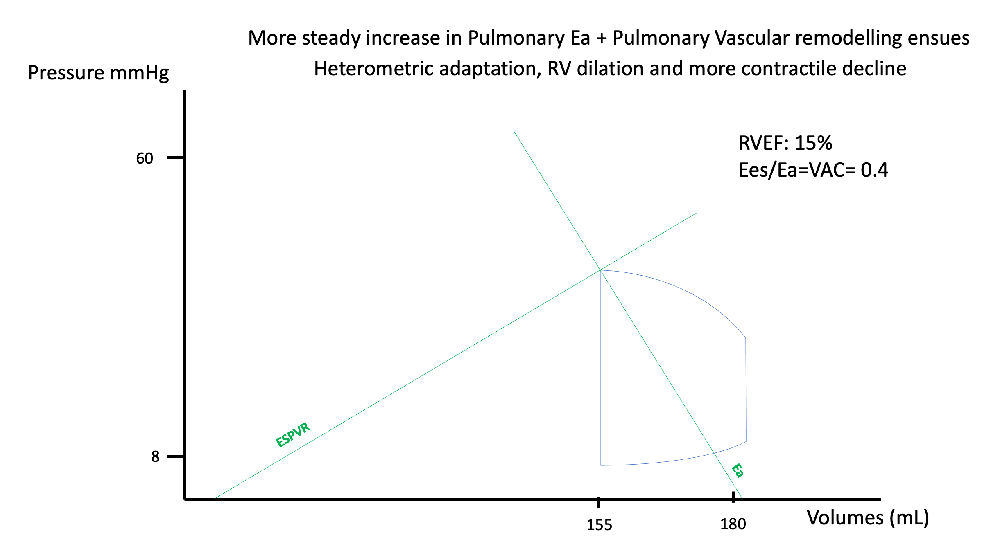 More steady increase in Pulmonary Ea + Pulmonary Vascular remodelling ensues
Heterometric adaptation, RV dilation and more contractile decline
Pressure mmHg
RVEF: 15%
Ees/Ea=VAC= 0.4
60
ESPVR
8
Ea
155
180
Volumes (mL)